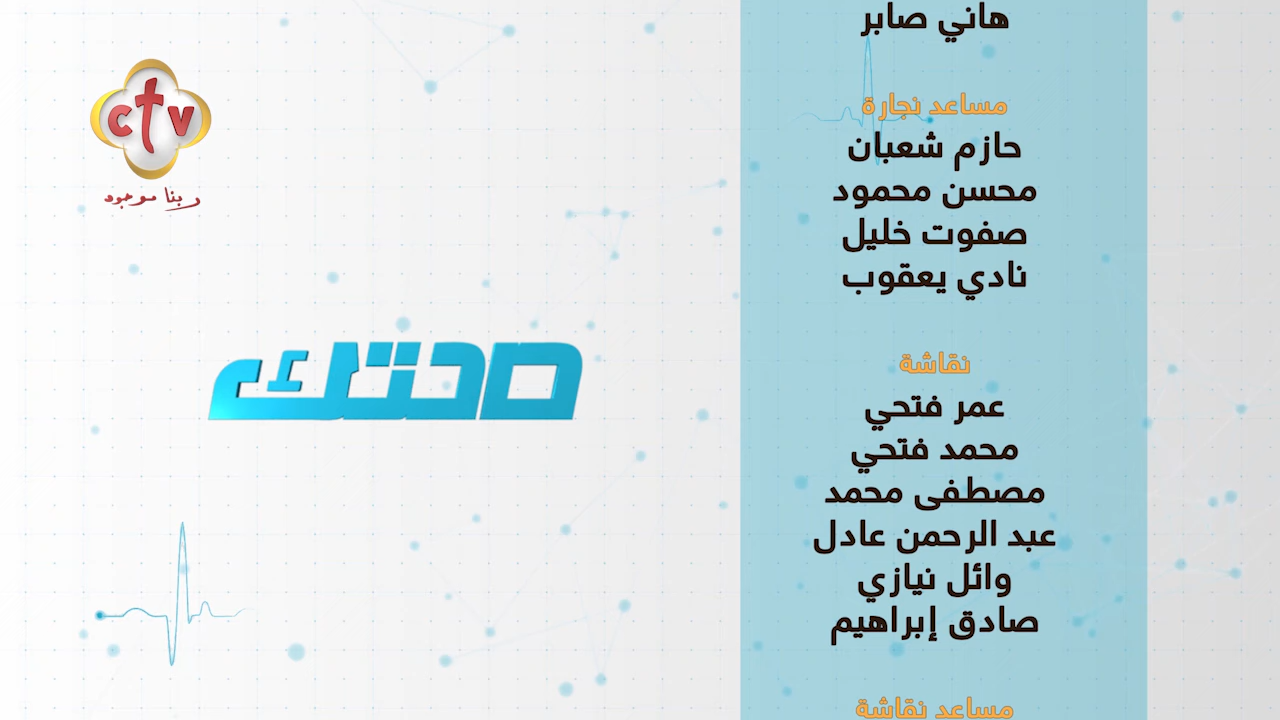 ctv
ربنا موجود
صحتك
هاني صابر
مساعد نجارة
حازم شعبان
محسن محمود
صفوت خليل
نادي يعقوب
نقاشة
عمر فتحي
محمد فتحي
مصطفى محمد
عبد الرحمن عادل
وائل نيازي
صادق إبراهيم
مساعد نقاشة